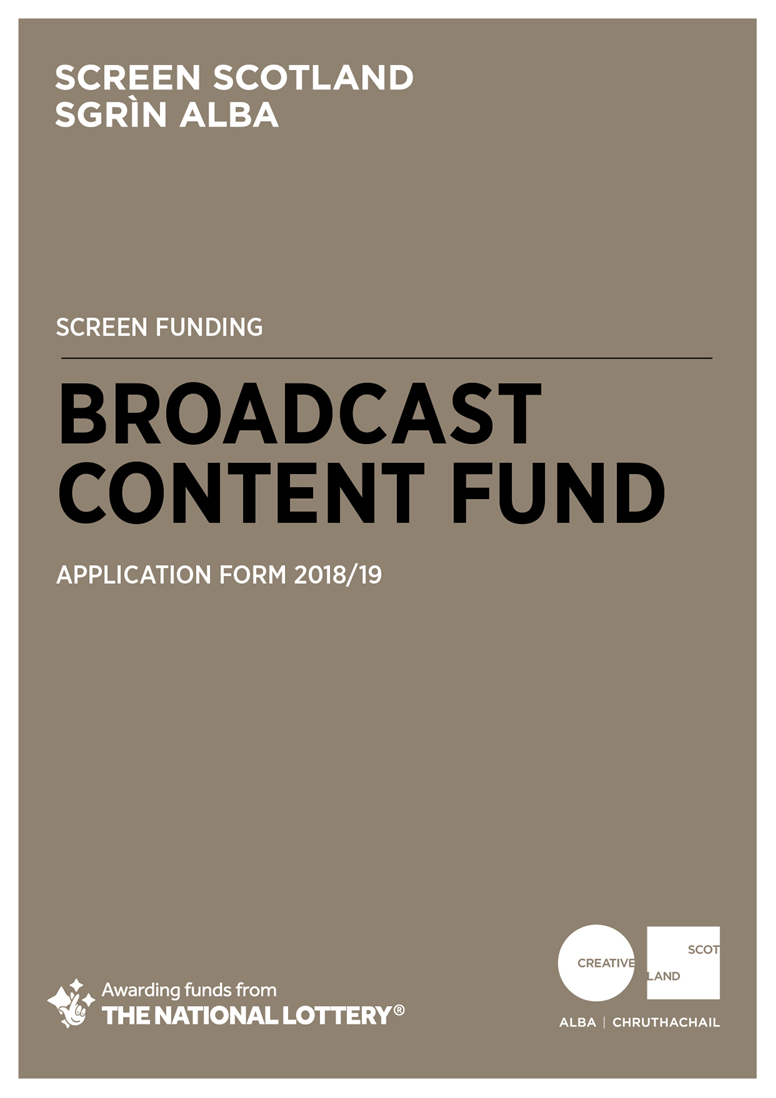 SCREEN SCOTLAND
SGRÌN ALBA
SCREEN FUNDING
BROADCAST
CONTENT FUND
APPLICATION FORM 2018/19
Awarding funds from
THE NATIONAL LOTTERY®
CREATIVE
SCOT
LAND
ALBA | CHRUTHACHAIL